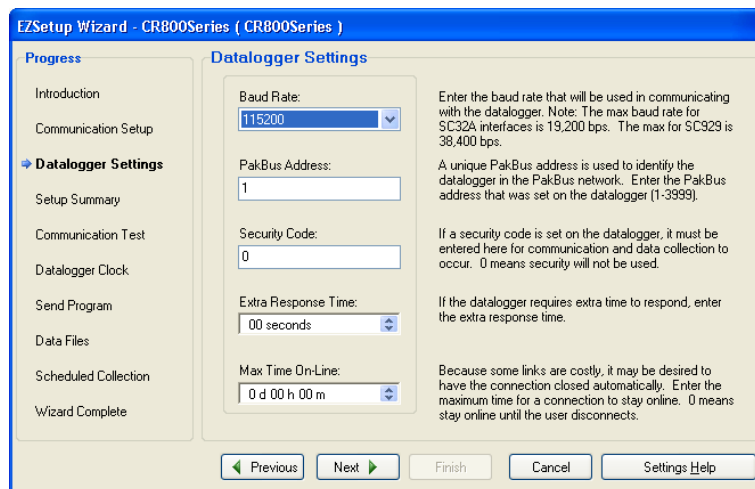 EZSetup Wizard - CR800Series ( CR800Series )
Progress
Introduction
Communication Setup
Datalogger Settings
Setup Summary
Communication Test
Datalogger Clock
Send Program
Data Files
Scheduled Collection
Wizard Complete
Datalogger Settings
Baud Rate:
115200
Enter the baud rate that will be used in communicating
with the datalogger. Note: The max baud rate for
SC32A interfaces is 19,200 bps. The max for SC929 is
38,400 bps.
PakBus Address:
1
A unique PakBus address is used to identify the
datalogger in the PakBus network. Enter the PakBus
address that was set on the datalogger (1-3999).
Security Code:
0
If a security code is set on the datalogger, it must be
entered here for communication and data collection to
occur. 0 means security will not be used.
Extra Response Time:
00 seconds
If the datalogger requires extra time to respond, enter
the extra response time.
Max Time On-Line:
0 d 00 h 00 m
Because some links are costly, it may be desired to
have the connection closed automatically. Enter the
maximum time for a connection to stay online. 0 means
stay online until the user disconnects.
Previous
Next
Finish
Cancel
Settings Help